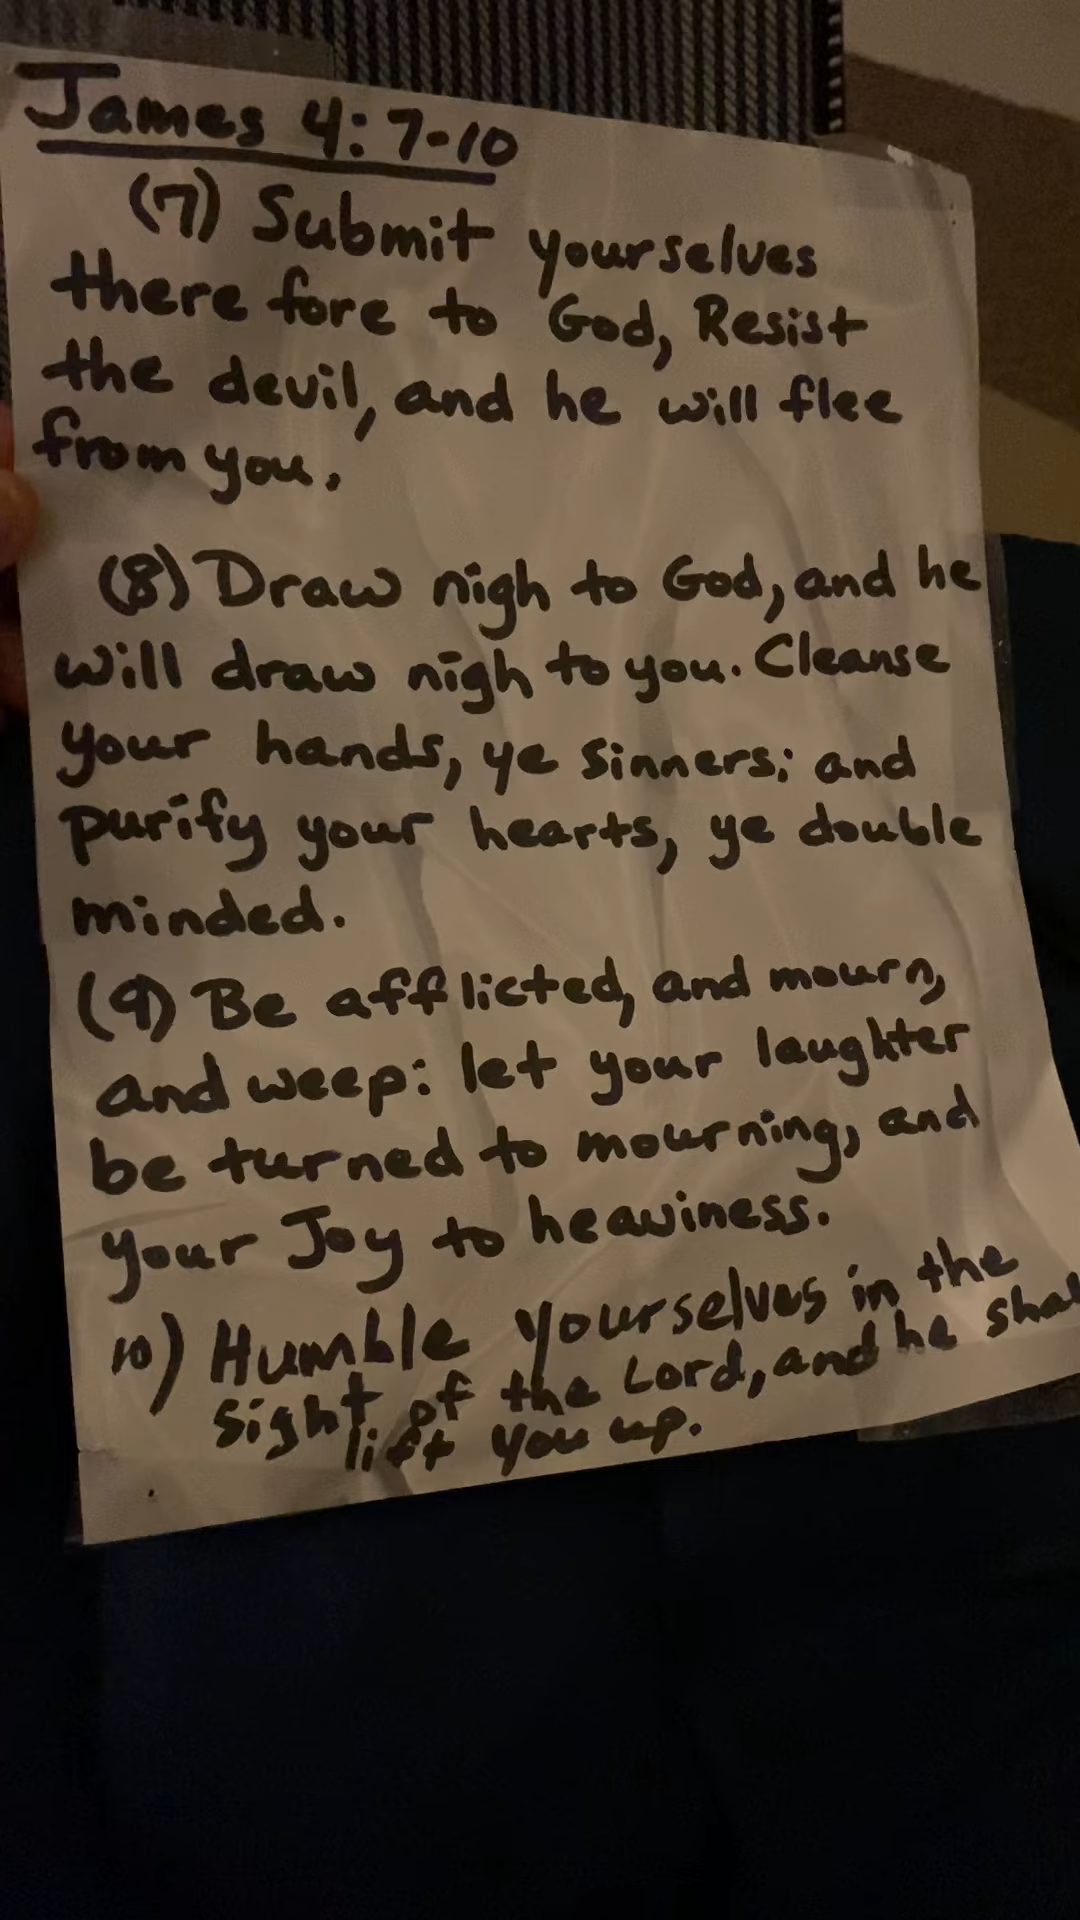 James 4:7-10
(7) Submit yourselves
there fore to God, Resist
the devil, and he will flee
from you.
(8) Draw nigh to God, and he
will draw nigh to you. Cleanse
your hands, ye sinners; and
purify your hearts, ye double
minded.
(9) Be afflicted, and mourn,
and weep: let your laughter
be turned to mourning, and
your Joy to heaviness.
10) Humble yourselves in the
sight of the Lord, and he shal
lift you up.